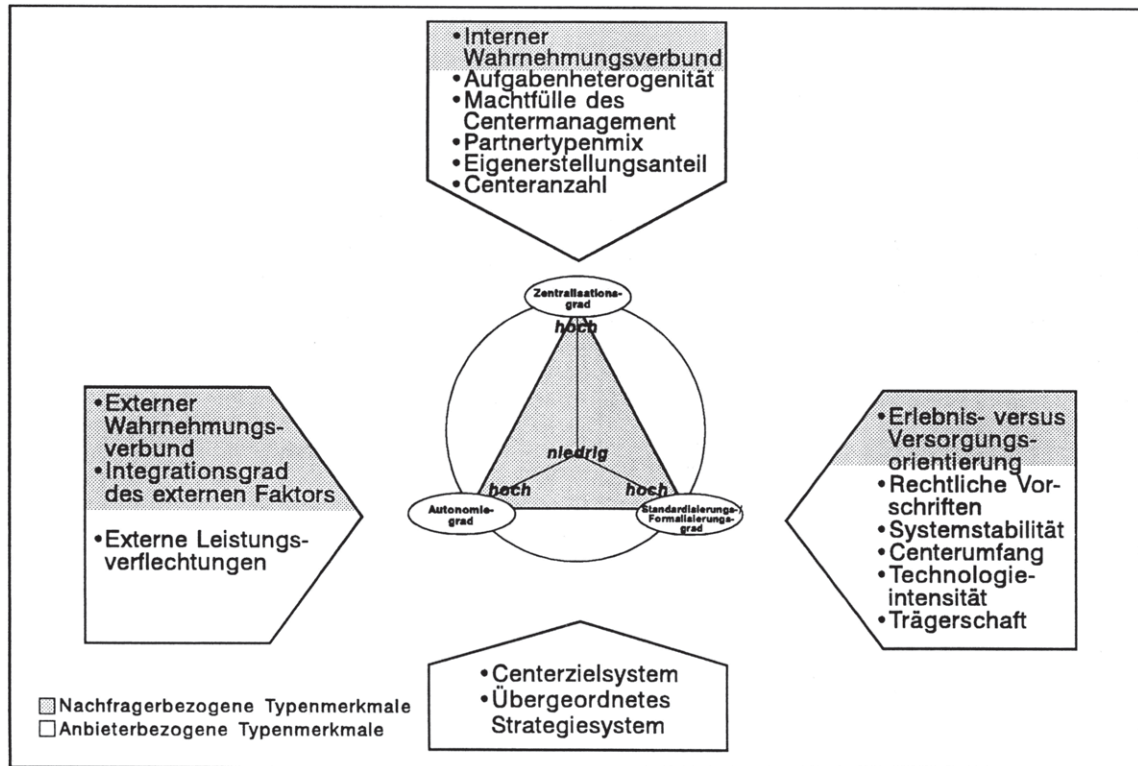 •Interner
Wahrnehmungsverbund
•Aufgabenheterogenität
•Machtfülle des
Centermanagement
•Partnertypenmix
•Eigenerstellungsanteil
•Centeranzahl
Zentralisations-
grad
hoch
•Externer
Wahrnehmungs-
verbund
•Integrationsgrad
des externen Faktors
•Externe Leistungs-
verflechtungen
niedrig
hoch
hoch
Autonomie-
grad
Standardisierungs-/
Formalisierungs-
grad
•Erlebnis- versus
Versorgungs-
orientierung
•Rechtliche Vor-
schriften
•Systemstabilität
•Centerumfang
•Technologie-
intensität
•Trägerschaft
•Centerzielsystem
•Übergeordnetes
Strategiesystem
Nachfragerbezogene Typenmerkmale
Anbieterbezogene Typenmerkmale